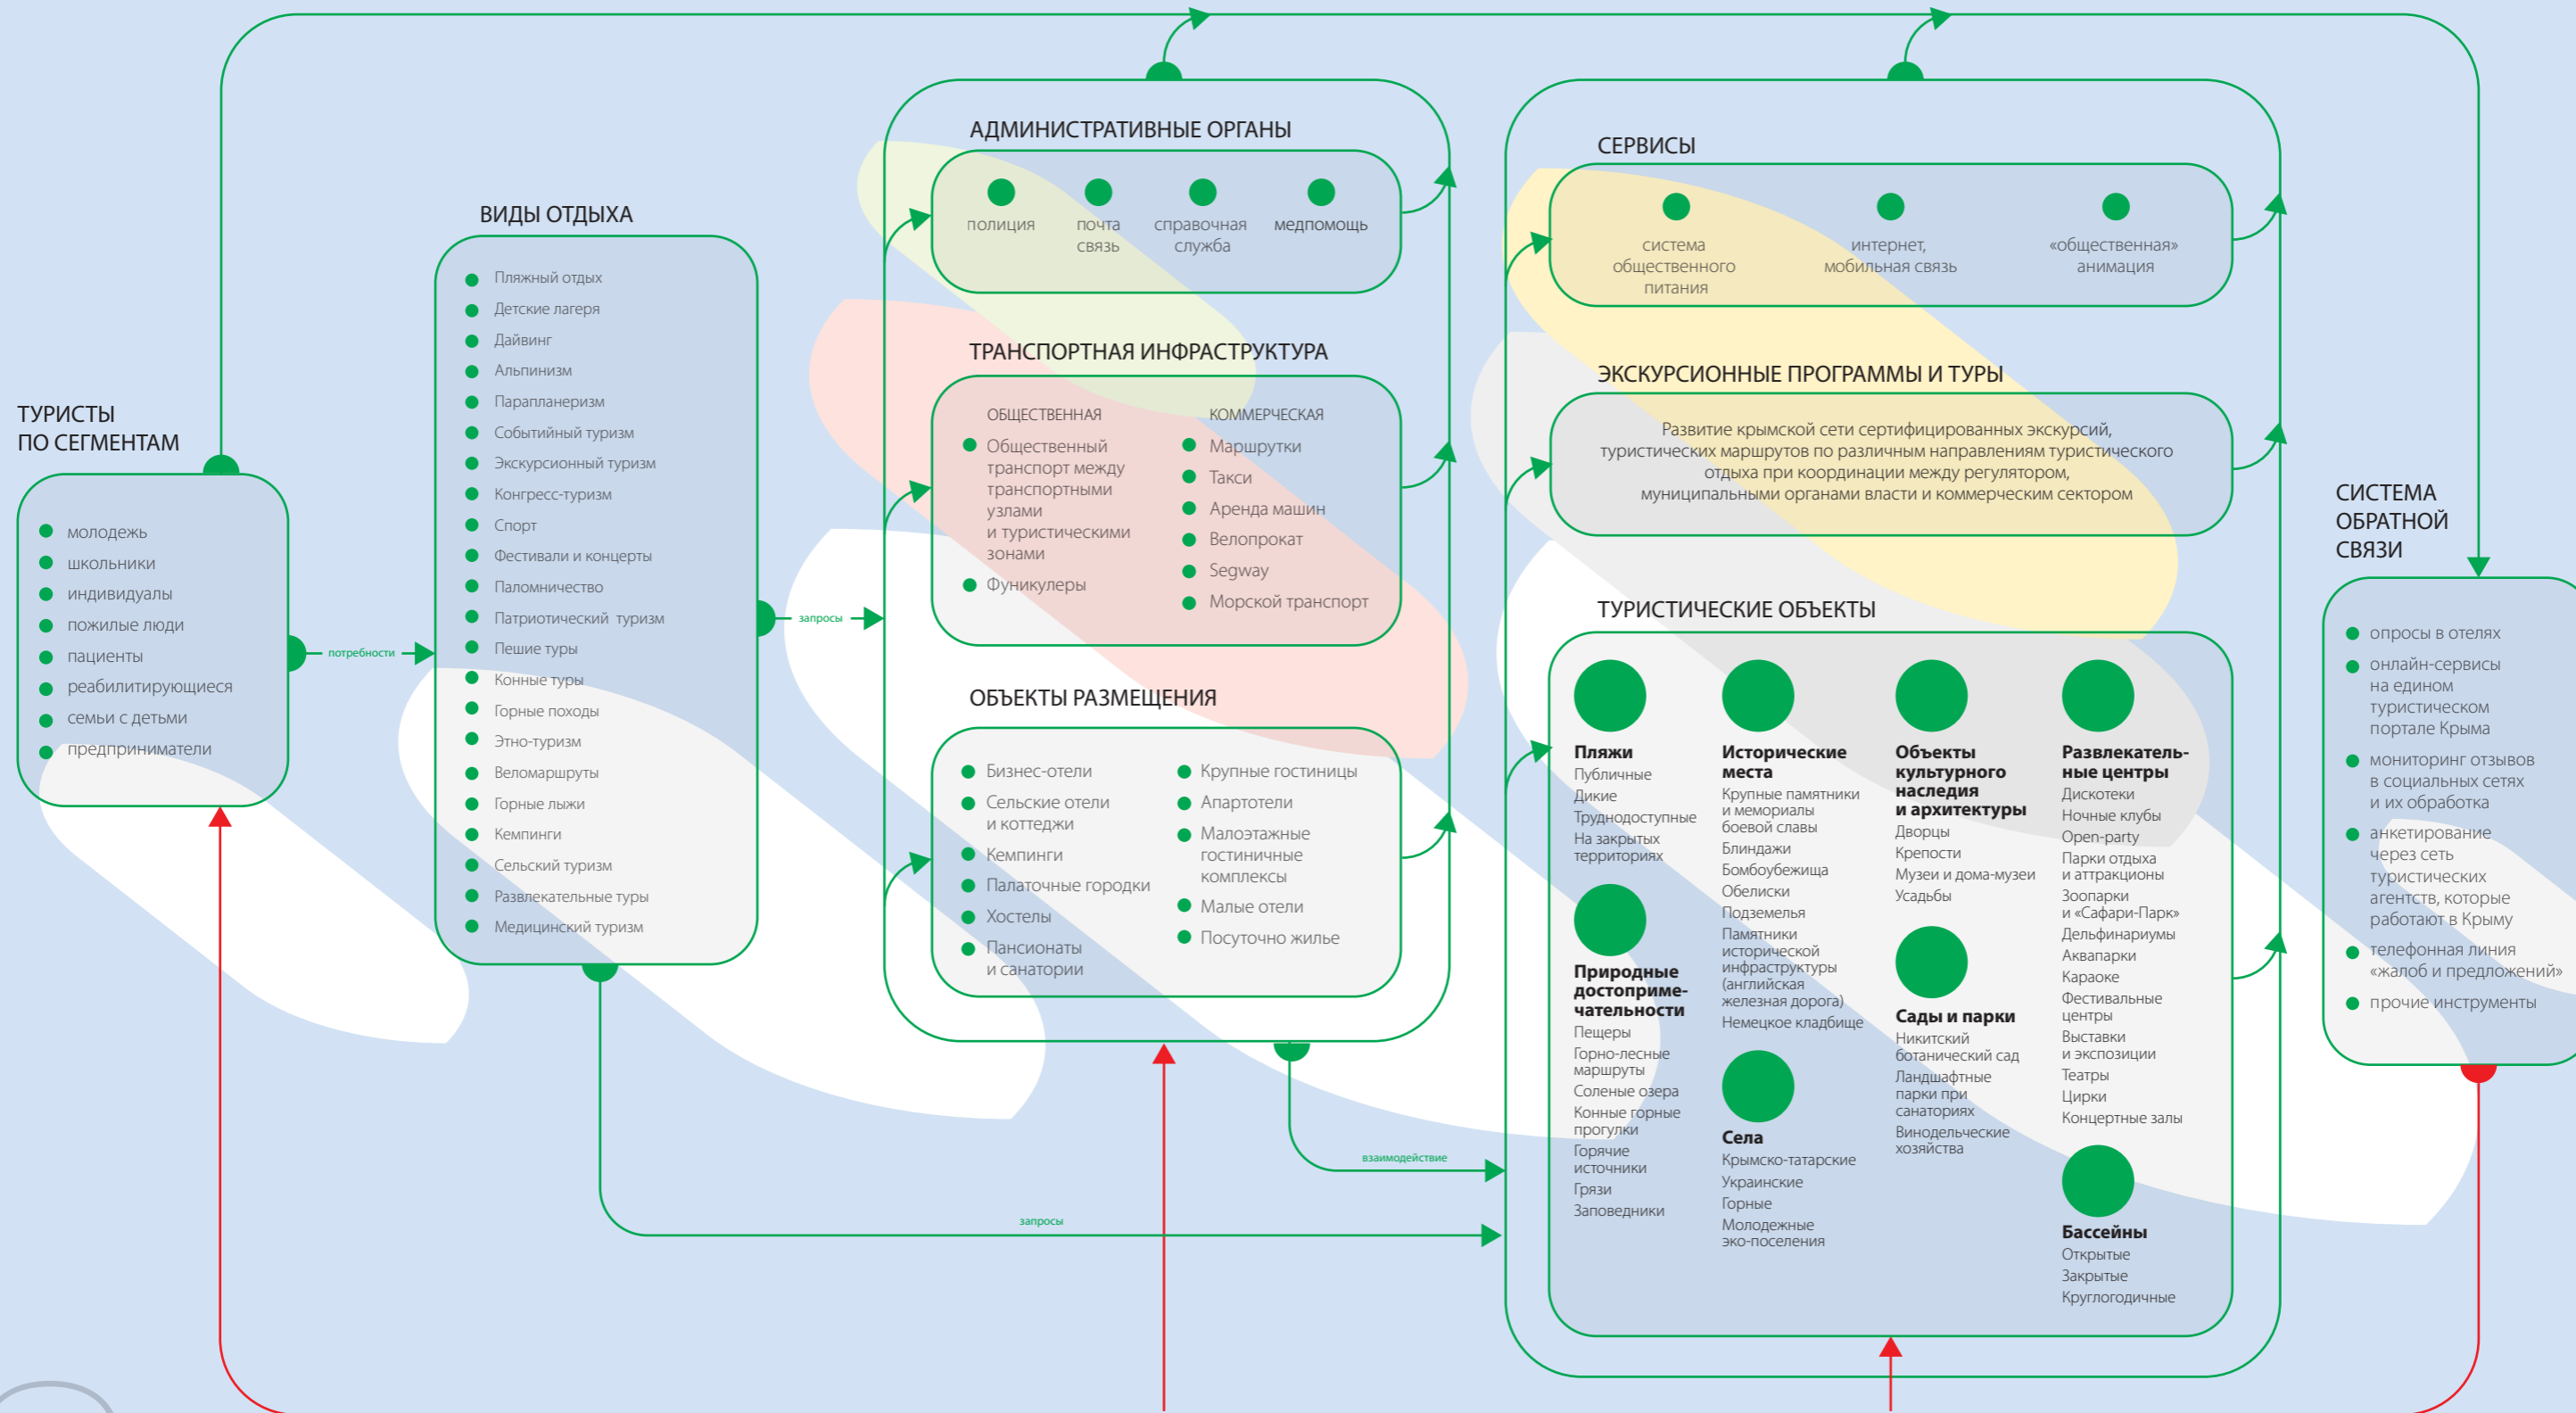 ТУРИСТЫ
ПО СЕГМЕНТАМ
молодежь
школьники
индивидуалы
пожилые люди
пациенты
реабилитирующиеся
семьи с детьми
предприниматели
потребности
ВИДЫ ОТДЫХА
Пляжный отдых
Детские лагеря
Дайвинг
Альпинизм
Парапланеризм
Событийный туризм
Экскурсионный туризм
Конгресс-туризм
Спорт
Фестивали и концерты
Паломничество
Патриотический туризм
Пешие туры
Конные туры
Горные походы
Этно-туризм
Веломаршруты
Горные лыжи
Кемпинги
Сельский туризм
Развлекательные туры
Медицинский туризм
запросы
запросы
АДМИНИСТРАТИВНЫЕ ОРГАНЫ
полиция
почта
связь
справочная
служба
медпомощь
ТРАНСПОРТНАЯ ИНФРАСТРУКТУРА
ОБЩЕСТВЕННАЯ
Общественный
транспорт между
транспортными
узлами
и туристическими
зонами
Фуникулеры
КОММЕРЧЕСКАЯ
Маршрутки
Такси
Аренда машин
Велопрокат
Segway
Морской транспорт
ОБЪЕКТЫ РАЗМЕЩЕНИЯ
Бизнес-отели
Сельские отели
и коттеджи
Кемпинги
Палаточные городки
Хостелы
Пансионаты
и санатории
Крупные гостиницы
Апартотели
Малоэтажные
гостиничные
комплексы
Малые отели
Посуточно жилье
взаимодействие
СЕРВИСЫ
система
общественного
питания
интернет,
мобильная связь
«общественная»
анимация
ЭКСКУРСИОННЫЕ ПРОГРАММЫ И ТУРЫ
Развитие крымской сети сертифицированных экскурсий,
туристических маршрутов по различным направлениям туристического
отдыха при координации между регулятором,
муниципальными органами власти и коммерческим сектором
ТУРИСТИЧЕСКИЕ ОБЪЕКТЫ
Пляжи
Публичные
Дикие
Труднодоступные
На закрытых
территориях
Природные
достоприме-
чательности
Пещеры
Горно-лесные
маршруты
Соленые озера
Конные горные
прогулки
Горячие
источники
Грязи
Заповедники
Исторические
места
Крупные памятники
и мемориалы
боевой славы
Блиндажи
Бомбоубежища
Обелиски
Подземелья
Памятники
исторической
инфраструктуры
(английская
железная дорога)
Немецкое кладбище
Села
Крымско-татарские
Украинские
Горные
Молодежные
эко-поселения
Объекты
культурного
наследия
и архитектуры
Дворцы
Крепости
Музеи и дома-музеи
Усадьбы
Сады и парки
Никитский
ботанический сад
Ландшафтные
парки при
санаториях
Винодельческие
хозяйства
Развлекатель-
ные центры
Дискотеки
Ночные клубы
Open-party
Парки отдыха
и аттракционы
Зоопарки
и «Сафари-Парк»
Дельфинариумы
Аквапарки
Караоке
Фестивальные
центры
Выставки
и экспозиции
Театры
Цирки
Концертные залы
Бассейны
Открытые
Закрытые
Круглогодичные
СИСТЕМА
ОБРАТНОЙ
СВЯЗИ
опросы в отелях
онлайн-сервисы
на едином
туристическом
портале Крыма
мониторинг отзывов
в социальных сетях
и их обработка
анкетирование
через сеть
туристических
агентств, которые
работают в Крыму
телефонная линия
«жалоб и предложений»
прочие инструменты